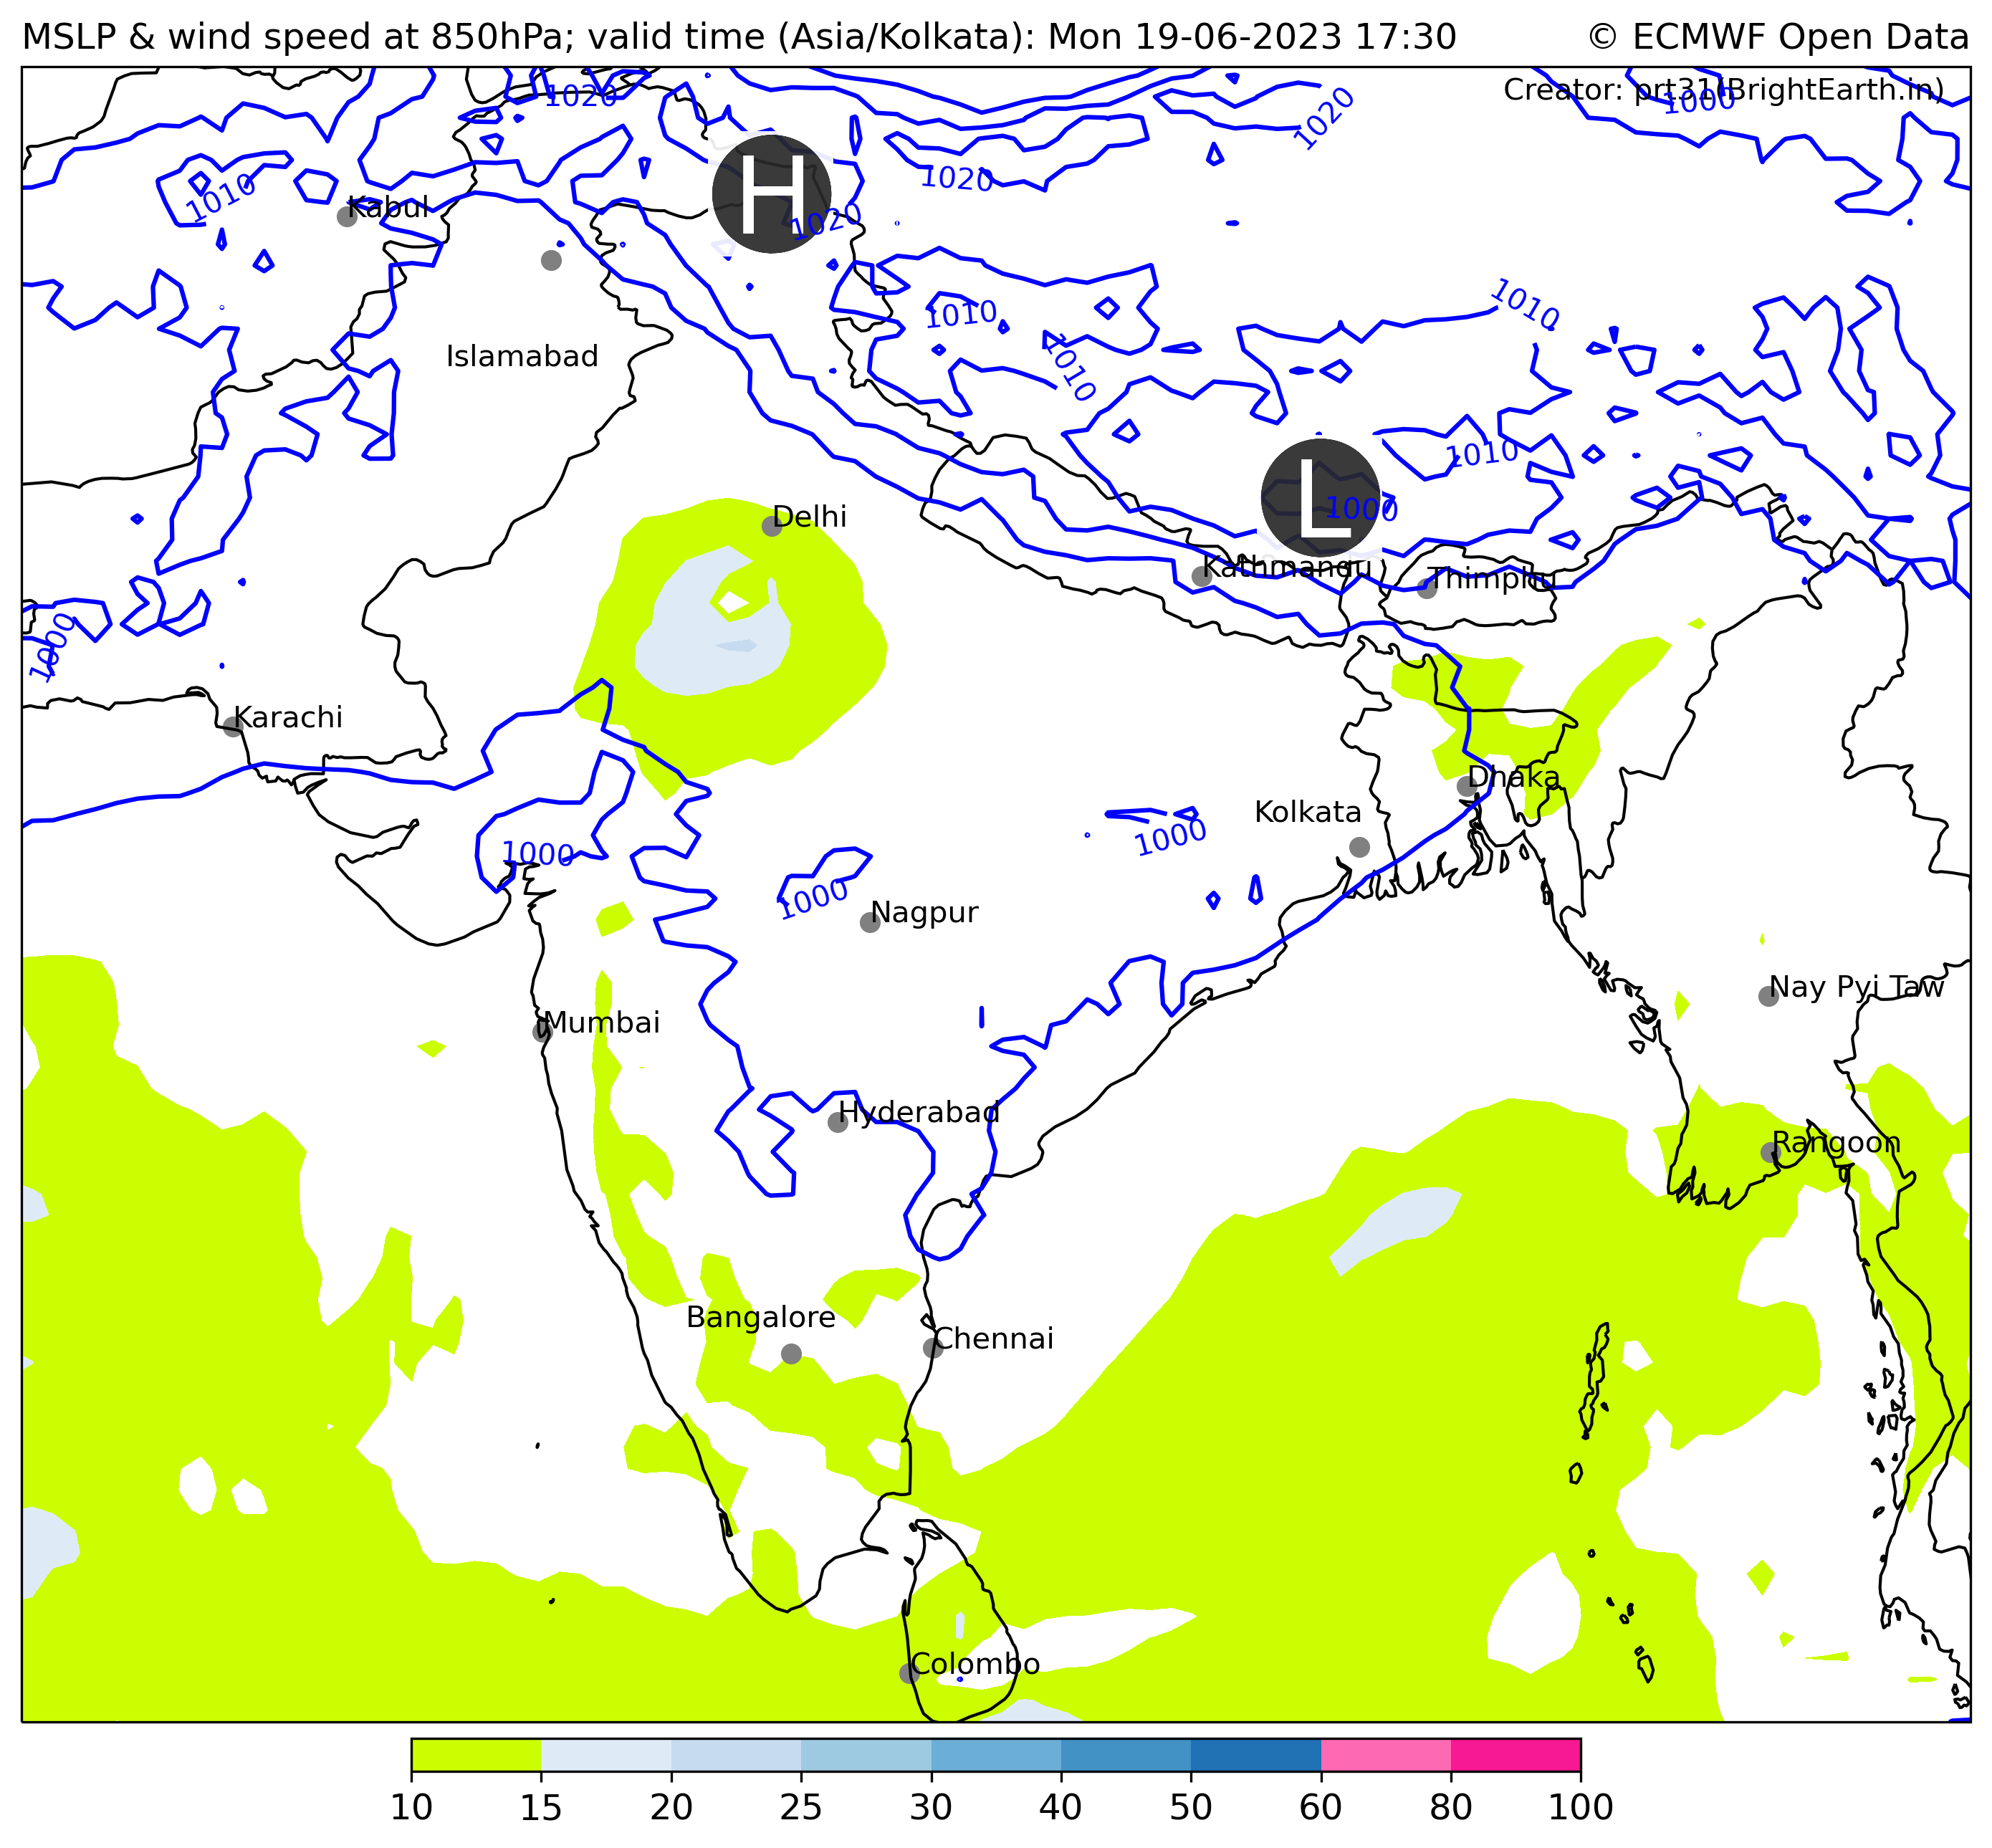 MSLP & wind speed at 850hPa; valid time (Asia/Kolkata): Mon 19-06-2023 17:30 © ECMWF Open Data
Creator: prt31(BrightEarth.in)
1020
1000
1020
H
1020
1010
1020
Kabul
1010
1010
1010
Islamabad
1010
L
1000
Delhi
Kathmandu
Thimphu
1000
Karachi
Dhaka
Kolkata
1000
1000
1000
Nagpur
Nay Pyi Taw
Mumbai
Hyderabad
Rangoon
Bangalore
Chennai
Colombo
10 15 20 25 30 40 50 60 80 100